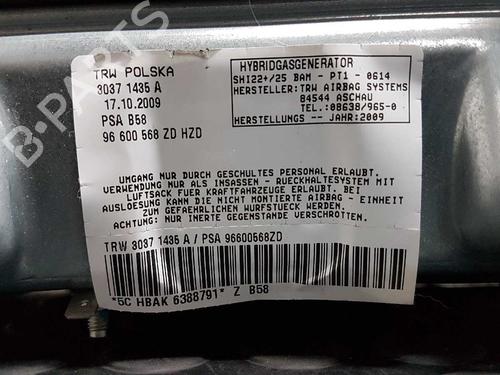 TRW POLSKA
3037 1435 A
17.10.2009
PSA B58
96 600 568 ZD HZD
HYBRIDGASGENERATOR
SHI22+/25 BAM - PT1 - 0614
HERSTELLER: TRW AIRBAG SYSTEMS
84544 ASCHAU
TEL.: 08638/965-0
HERSTELLUNGS -- JAHR: 2009
UMGANG NUR DURCH GESCHULTES PERSONAL ERLAUBT.
VERWENDUNG NUR ALS INSASSEN - RUECKHALTESYSTEM MIT
LUFTSACK FUER KRAFTFAHRZEUGE ERLAUBT. BEI
AUSLOESUNG KANN DIE NICHT MONTIERTE AIRBAG - EINHEIT
ZUM GEFAEHRLICHEN WURFSTUECK WERDEN.
ACHTUNG: NUR INERTE GEGENSTANDE VERSCHROTTEN.
TRW 3037 1435 A / PSA 96600568ZD
*5C HBAK 6388791* Z B58
B-PARTS